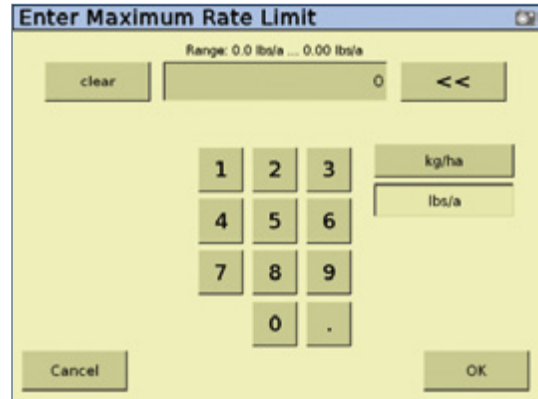 Enter Maximum Rate Limit
Range: 0.0 lbs/a ... 0.00 lbs/a
clear 0 <<
1 2 3 kg/ha
lbs/a
4 5 6
7 8 9
0 .
Cancel OK